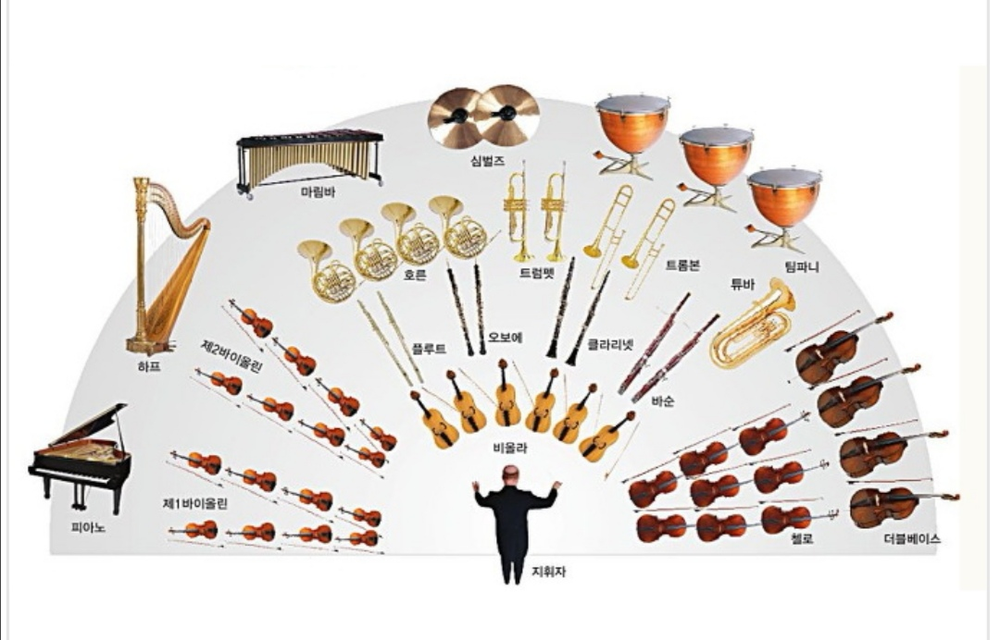 심벌즈
마림바
호른
트럼펫
트롬본
팀파니
튜바
하프
제2바이올린
플루트
오보에
클라리넷
바순
비올라
제1바이올린
피아노
첼로
더블베이스
지휘자